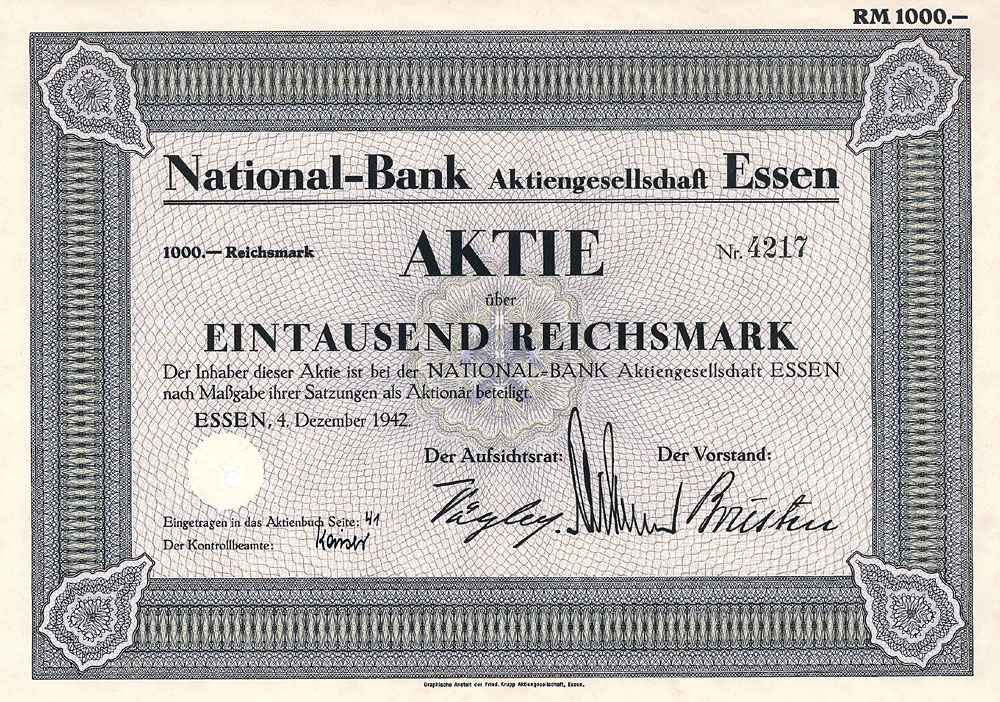 RM 1000.—
National-Bank Aktiengesellschaft Essen
1000.— Reichsmark AKTIE Nr. 4217
über
EINTAUSEND REICHSMARK
Der Inhaber dieser Aktie ist bei der NATIONAL-BANK Aktiengesellschaft ESSEN
nach Maßgabe ihrer Satzungen als Aktionär beteiligt.
ESSEN, 4. Dezember 1942.
Der Aufsichtsrat: Der Vorstand:
Eingetragen in das Aktienbuch Seite: 41
Der Kontrollbeamte: Kaiser
Graphische Anstalt der Fried. Krupp Aktiengesellschaft, Essen.